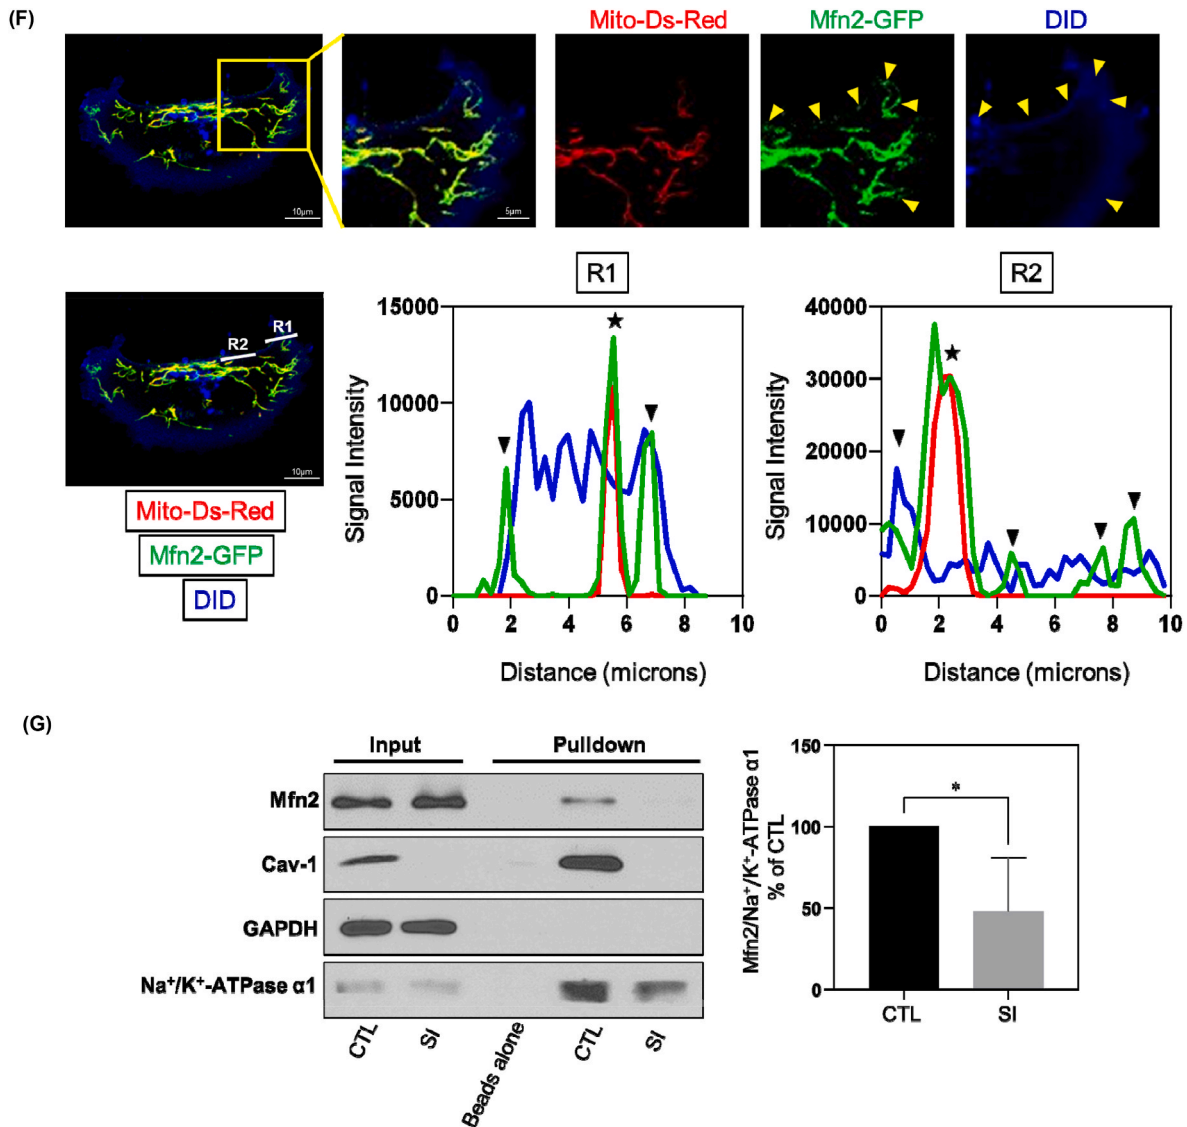 (F)
Mito-Ds-Red
Mfn2-GFP
DID
10μm
5μm
R1
R2
R2
R1
10μm
Mito-Ds-Red
Mfn2-GFP
DID
Signal Intensity
15000
10000
5000
0
0 2 4 6 8 10
Distance (microns)
Signal Intensity
40000
30000
20000
10000
0
0 2 4 6 8 10
Distance (microns)
(G)
Input
Pulldown
Mfn2
Cav-1
GAPDH
Na⁺/K⁺-ATPase α1
CTL
SI
Beads alone
CTL
SI
Mfn2/Na⁺/K⁺-ATPase α1
% of CTL
150
100
50
0
*
CTL
SI